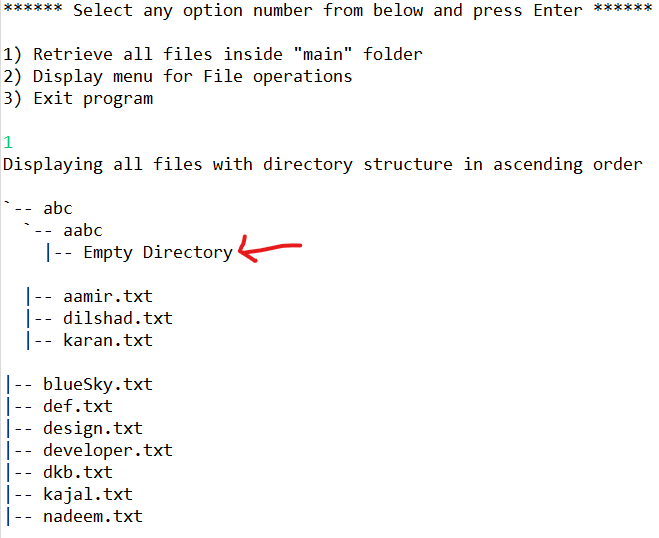 ****** Select any option number from below and press Enter ******
1) Retrieve all files inside "main" folder
2) Display menu for File operations
3) Exit program
1
Displaying all files with directory structure in ascending order
`-- abc
  `-- aabc
    |-- Empty Directory
  |-- aamir.txt
  |-- dilshad.txt
  |-- karan.txt
|-- blueSky.txt
|-- def.txt
|-- design.txt
|-- developer.txt
|-- dkb.txt
|-- kajal.txt
|-- nadeem.txt